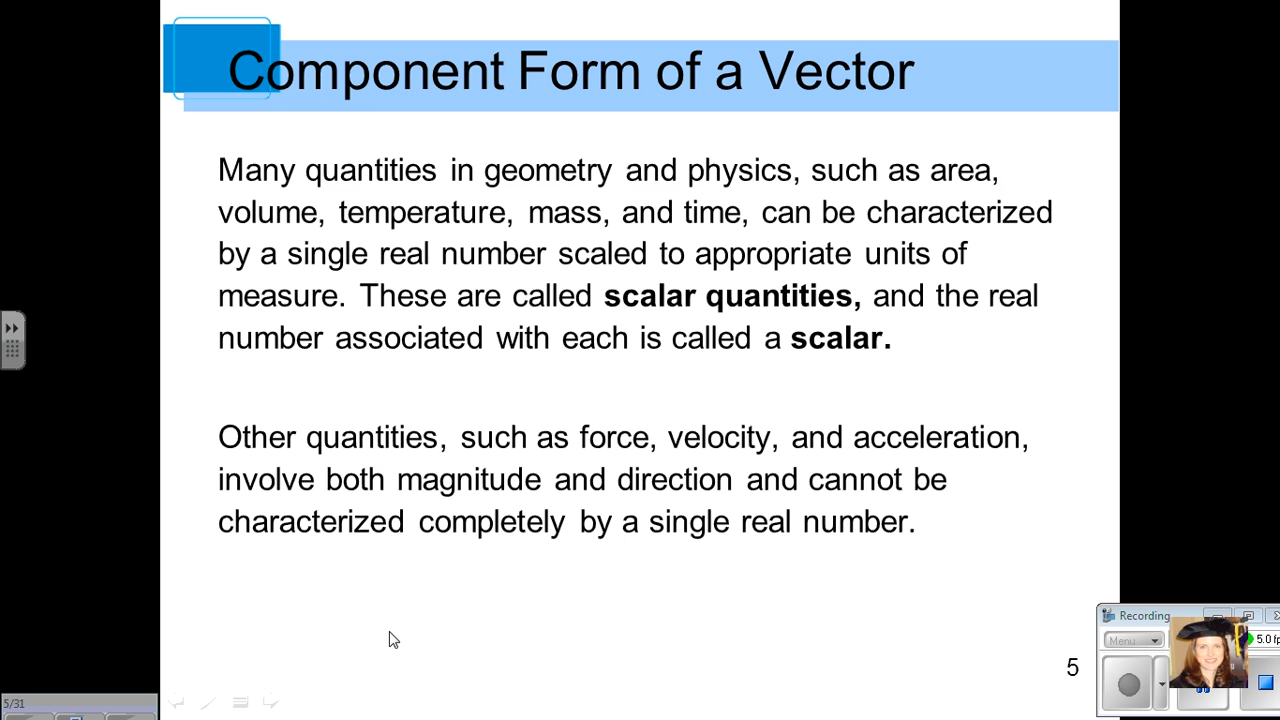 Component Form of a Vector
Many quantities in geometry and physics, such as area,
volume, temperature, mass, and time, can be characterized
by a single real number scaled to appropriate units of
measure. These are called scalar quantities, and the real
number associated with each is called a scalar.
Other quantities, such as force, velocity, and acceleration,
involve both magnitude and direction and cannot be
characterized completely by a single real number.
Recording
Menu
5.0 fp
5
5/31